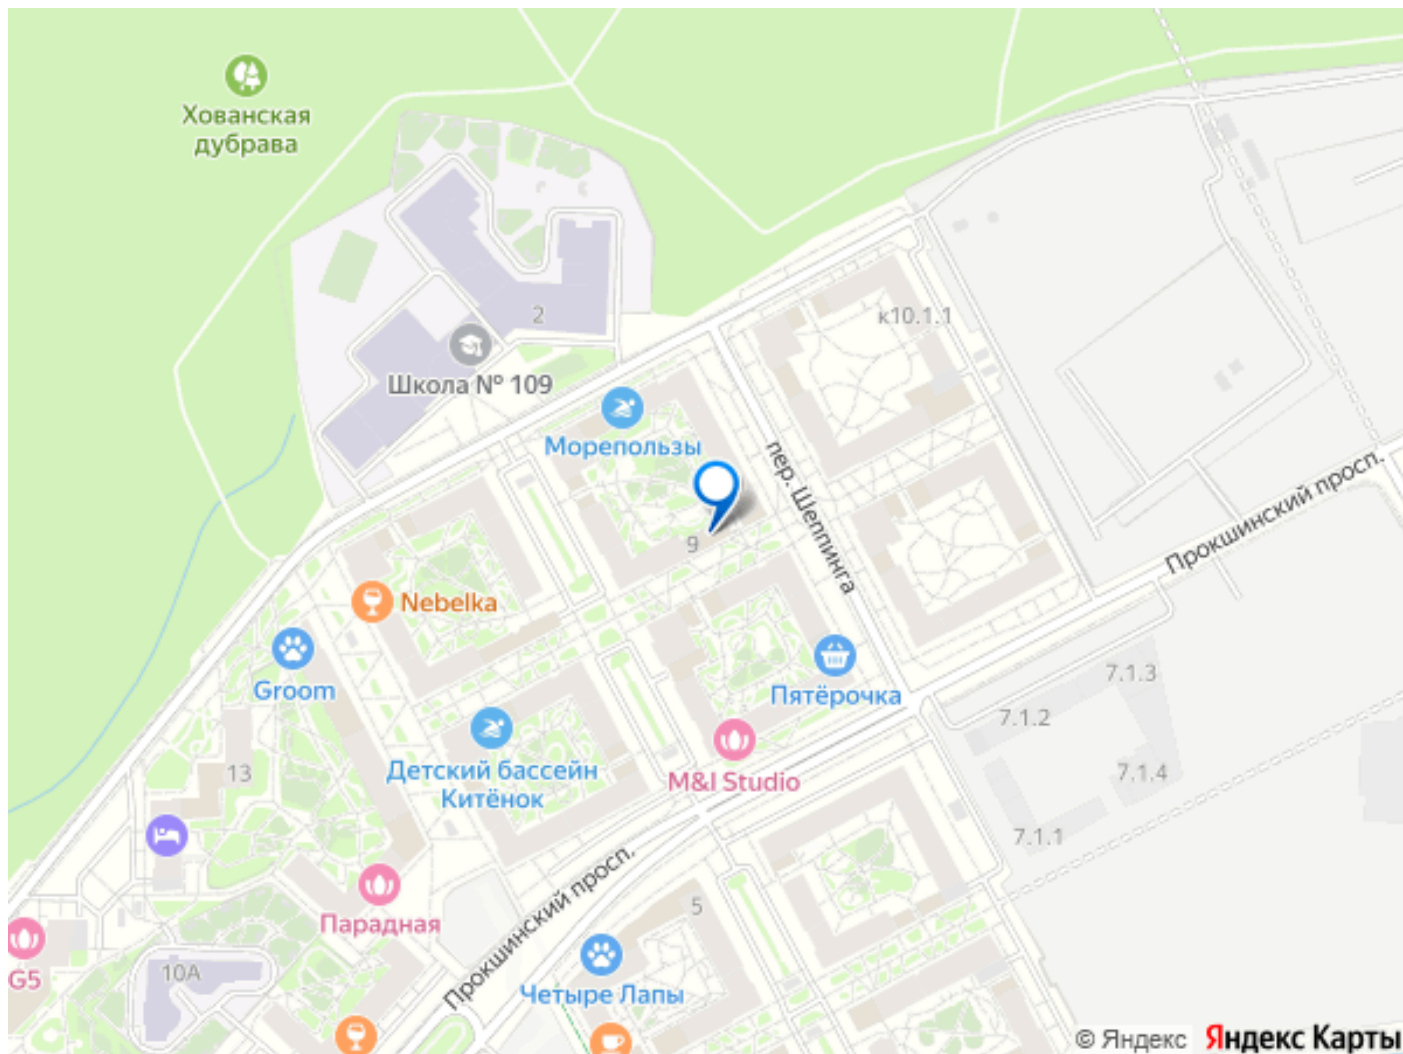 Хованская
дубрава
2
к10.1.1
Школа № 109
Морепользы
пер. Шеппинга
Прокшинский просп.
9
Nebelka
Groom
Пятёрочка
7.1.3
7.1.2
7.1.4
7.1.1
M&I Studio
13
Детский бассейн
Китёнок
Прокшинский просп.
Парадная
5
G5
10А
Четыре Лапы
© Яндекс Яндекс Карты